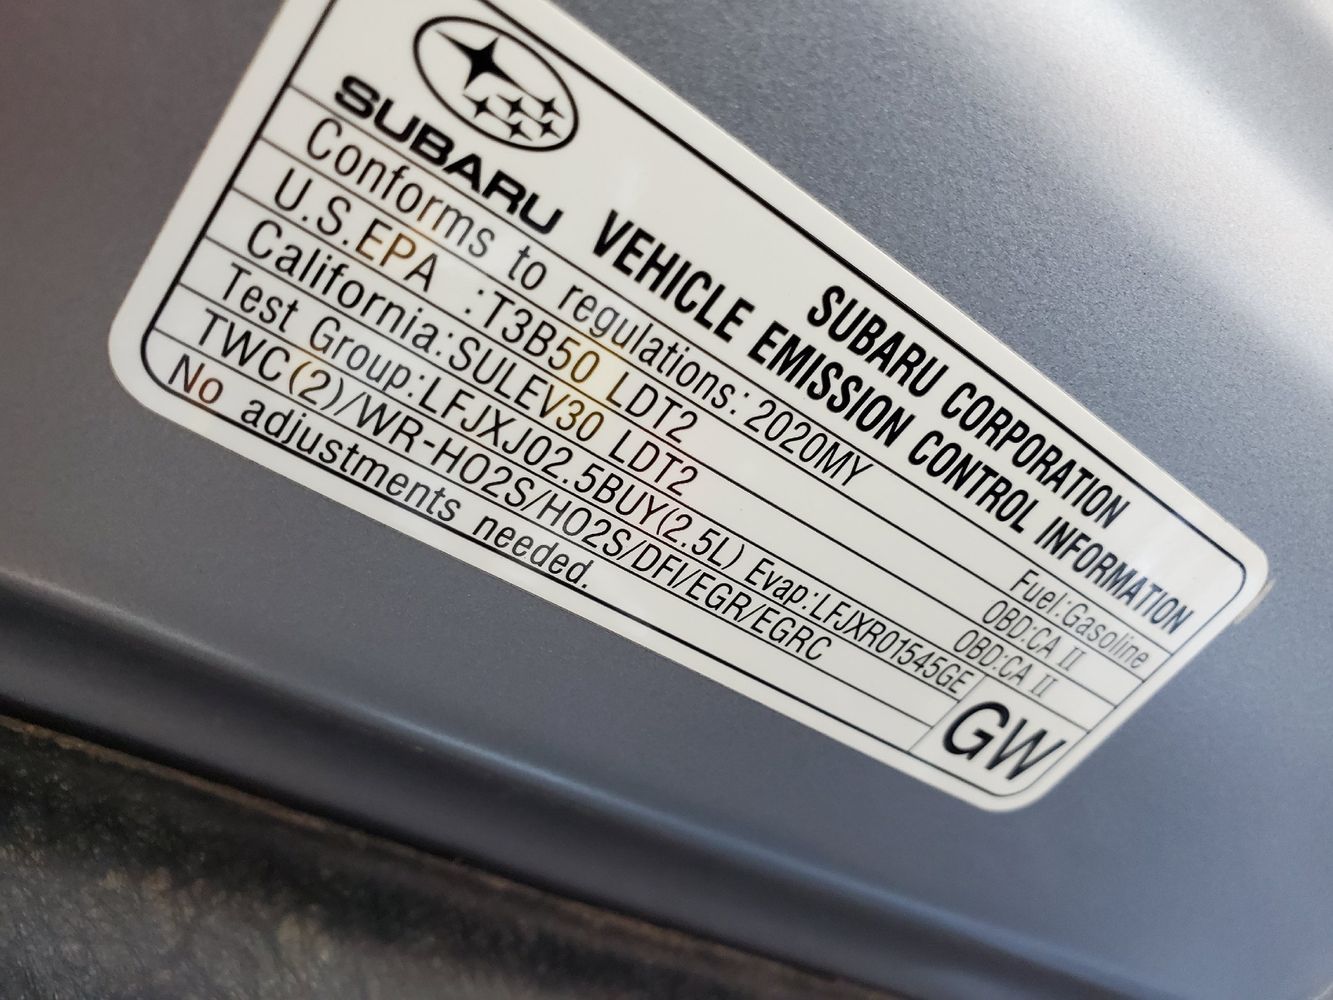 SUBARU
SUBARU CORPORATION
VEHICLE EMISSION CONTROL INFORMATION
Conforms to regulations: 2020MY Fuel:Gasoline
U.S.EPA :T3B50 LDT2 OBD:CA II
California:SULEV30 LDT2 OBD:CA II
Test Group:LFJXJ02.5BUY(2.5L) Evap:LFJXR01545GE
TWC(2)/WR-HO2S/HO2S/DFI/EGR/EGRC
No adjustments needed.
GW